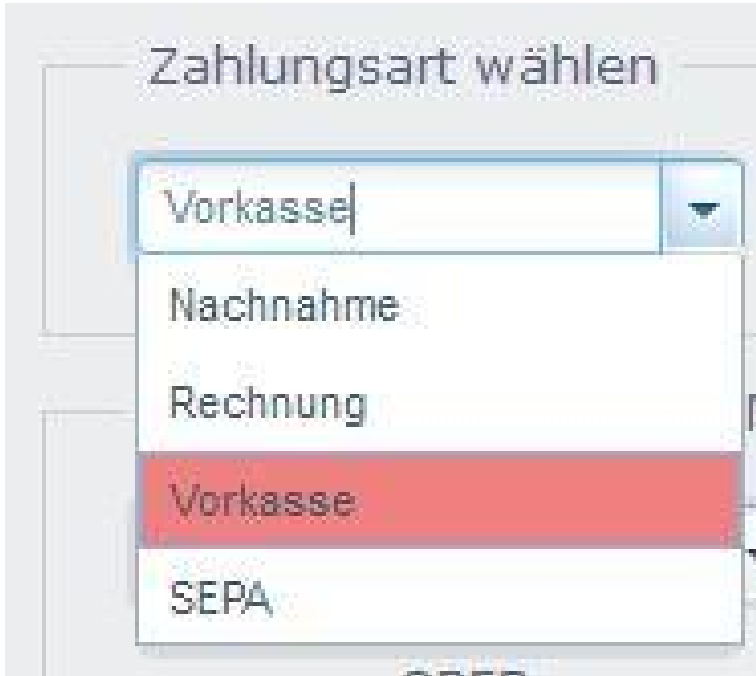 Zahlungsart wählen
Vorkasse
Nachnahme
Rechnung
Vorkasse
SEPA